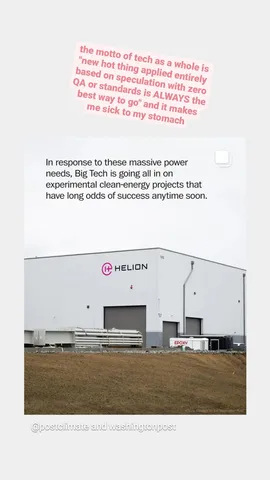 the motto of tech as a whole is
"new hot thing applied entirely
based on speculation with zero
QA or standards is ALWAYS the
best way to go" and it makes
me sick to my stomach
In response to these massive power
needs, Big Tech is going all in on
experimental clean-energy projects that
have long odds of success anytime soon.
HELION
@postclimate and washingtonpost